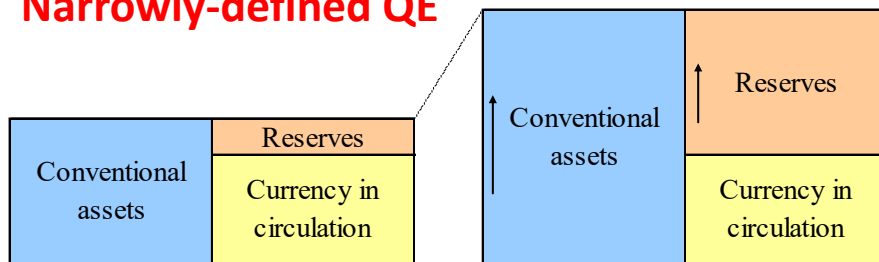 Narrowly-defined QE
Conventional
assets
Reserves
Currency in
circulation
Conventional
assets
Reserves
Currency in
circulation